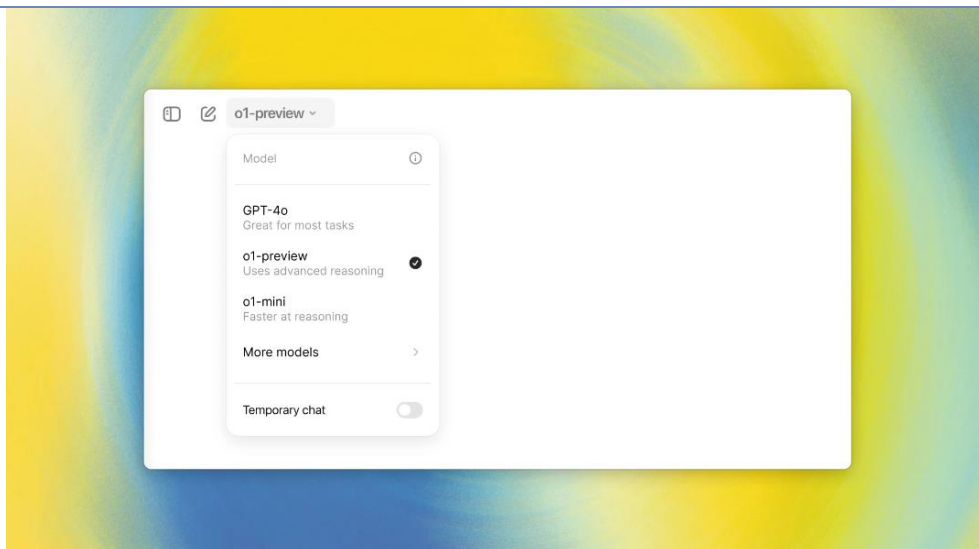 o1-preview
Model
GPT-4o
Great for most tasks
o1-preview
Uses advanced reasoning
o1-mini
Faster at reasoning
More models
Temporary chat